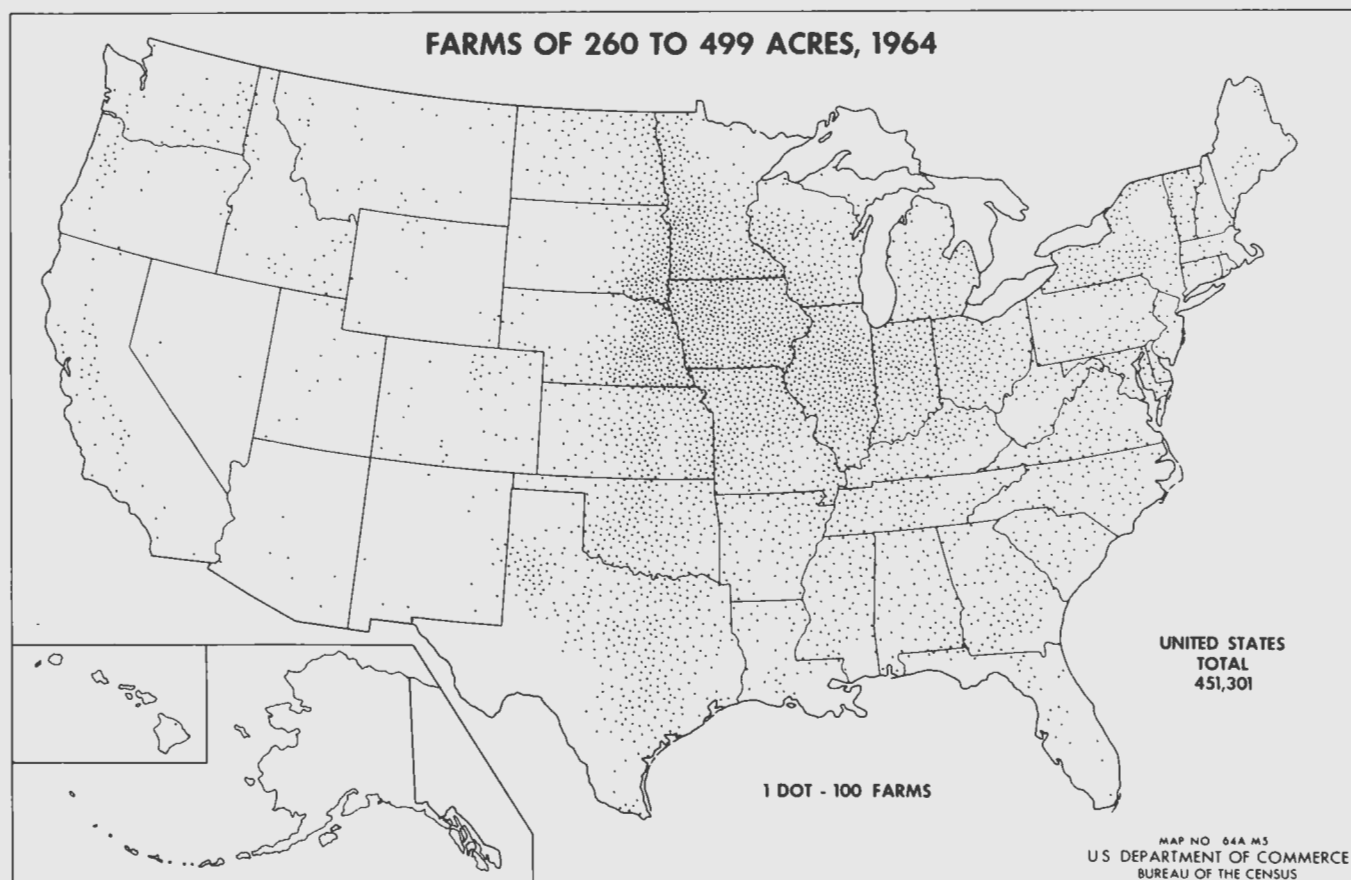 FARMS OF 260 TO 499 ACRES, 1964
UNITED STATES
TOTAL
451,301
1 DOT - 100 FARMS
MAP NO 64A M5
U S DEPARTMENT OF COMMERCE
BUREAU OF THE CENSUS